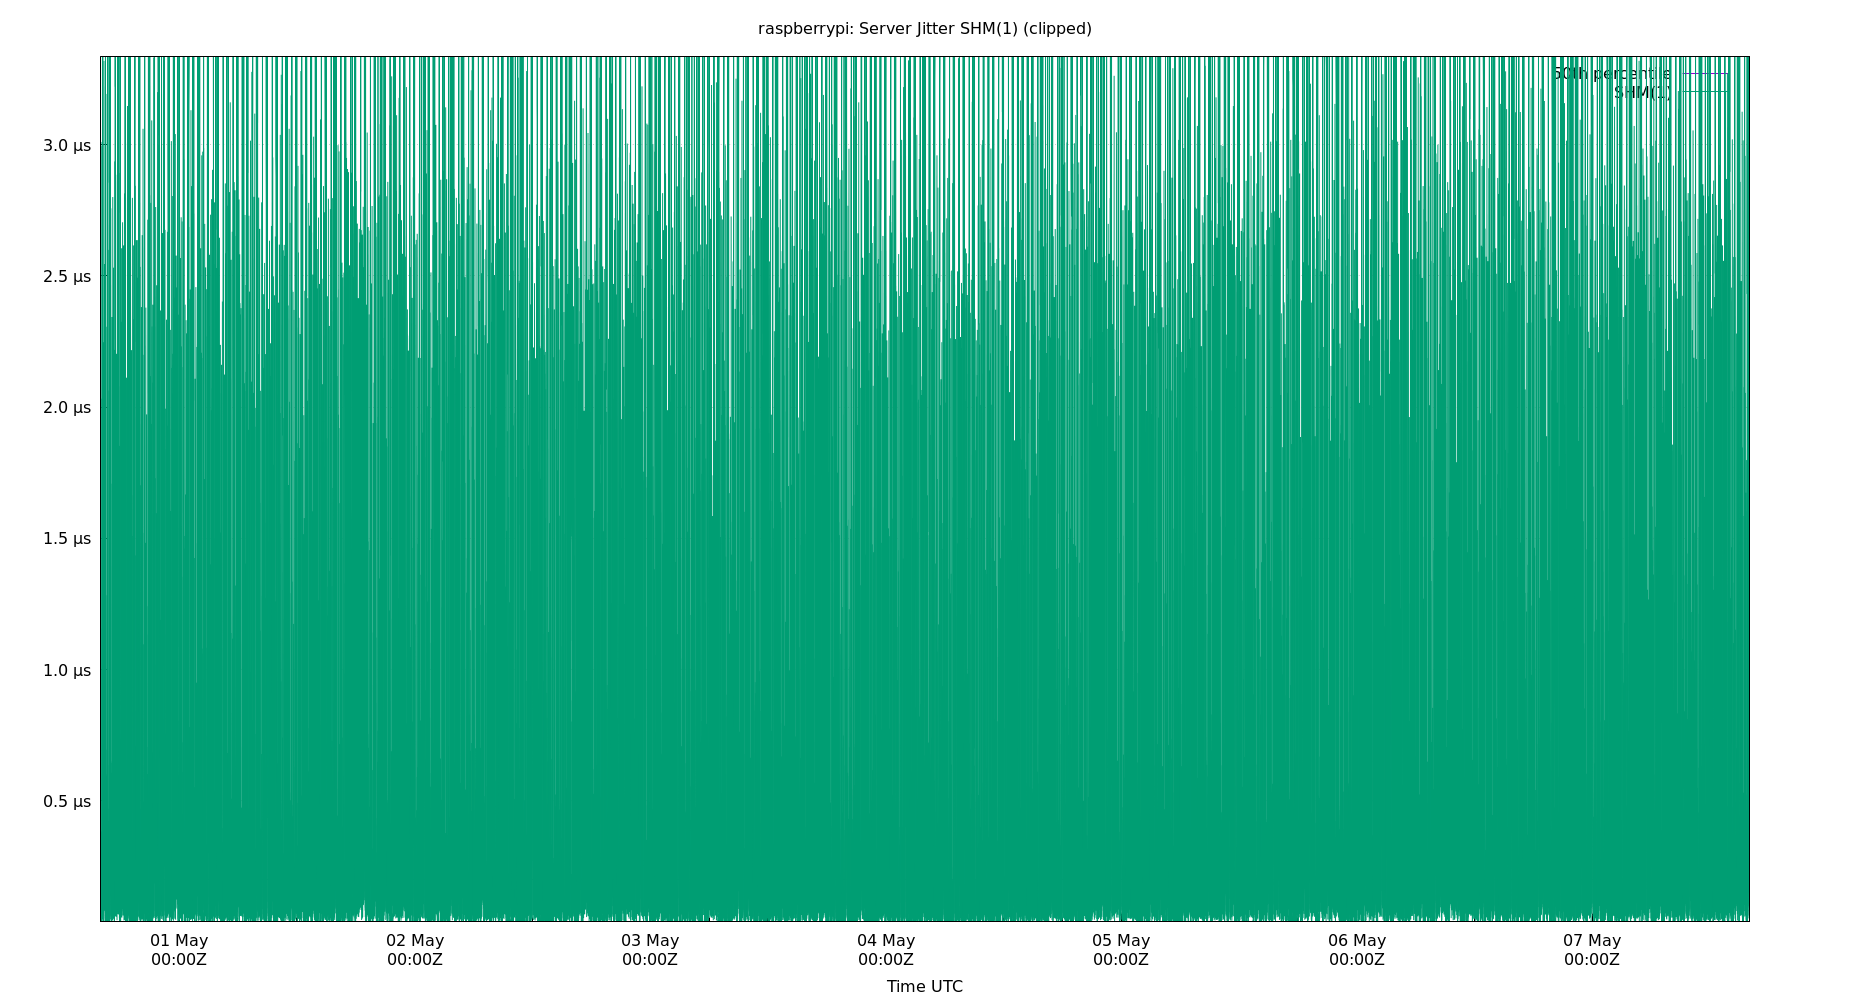 raspberrypi: Server Jitter SHM(1) (clipped)
50th percentile
SHM(1)
3.0 µs
2.5 µs
2.0 µs
1.5 µs
1.0 µs
0.5 µs
01 May
00:00Z
02 May
00:00Z
03 May
00:00Z
04 May
00:00Z
05 May
00:00Z
06 May
00:00Z
07 May
00:00Z
Time UTC